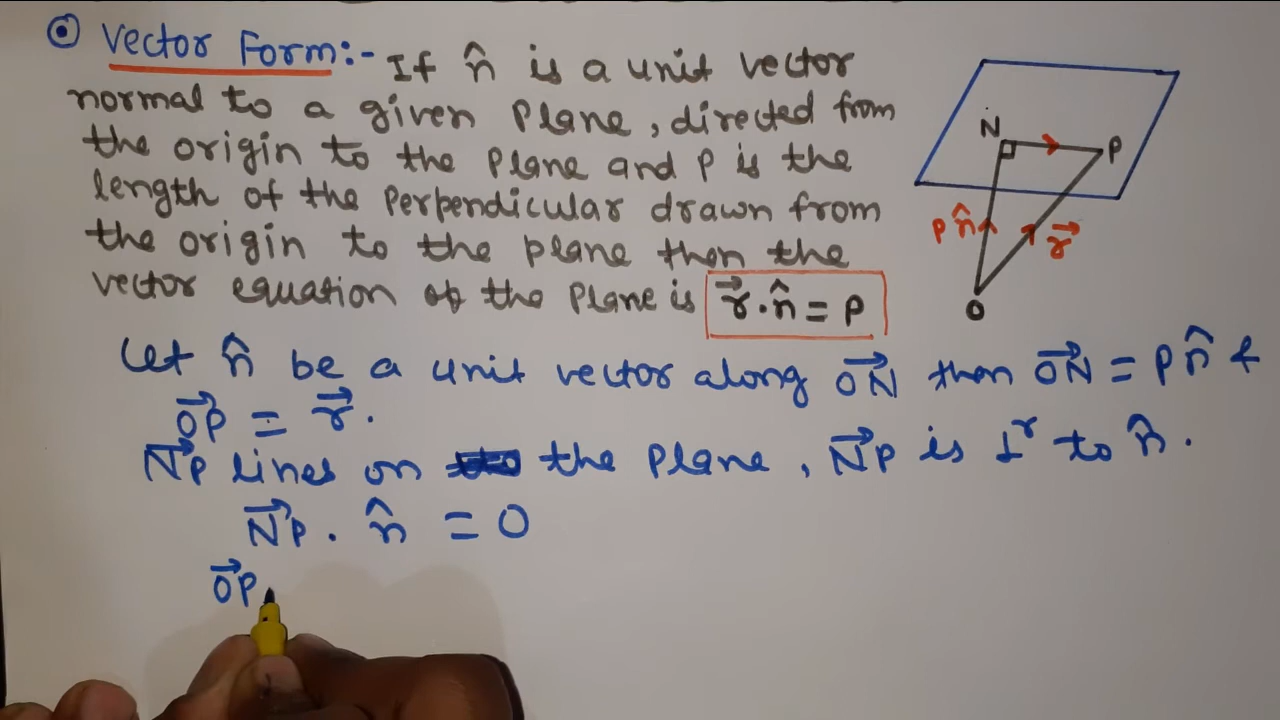 ⊙ Vector Form:- If n̂ is a unit vector
normal to a given Plane, directed from
the origin to the Plane and P is the
length of the Perpendicular drawn from
the origin to the plane then the
vector equation of the Plane is r⃗.n̂ = P
N
P
P n̂
r⃗
O
Let n̂ be a unit vector along ON⃗ then ON⃗ = P n̂ &
OP⃗ = r⃗.
NP⃗ lines on the Plane, NP⃗ is ⊥r to n̂.
NP⃗ . n̂ = 0
OP⃗